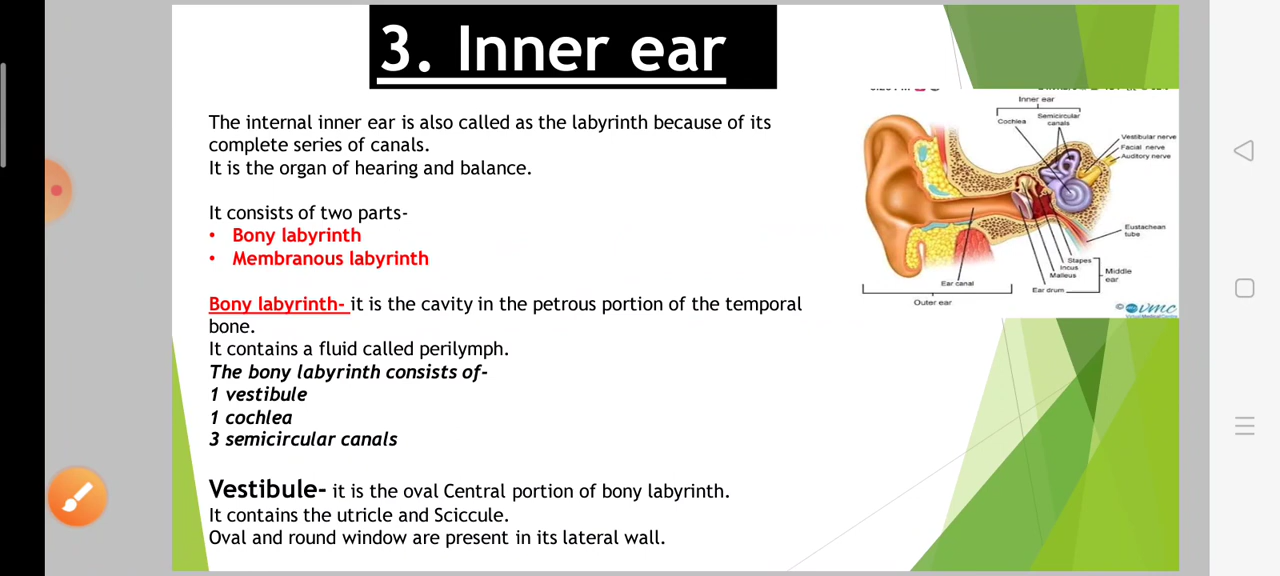 3. Inner ear
The internal inner ear is also called as the labyrinth because of its
complete series of canals.
It is the organ of hearing and balance.
It consists of two parts-
• Bony labyrinth
• Membranous labyrinth
Bony labyrinth- it is the cavity in the petrous portion of the temporal
bone.
It contains a fluid called perilymph.
The bony labyrinth consists of-
1 vestibule
1 cochlea
3 semicircular canals
Vestibule- it is the oval Central portion of bony labyrinth.
It contains the utricle and Sciccule.
Oval and round window are present in its lateral wall.
Inner ear
Cochlea
Semicircular
canals
Vestibular nerve
Facial nerve
Auditory nerve
Eustachean
tube
Stapes
Incus
Malleus
Ear drum
Middle
ear
Ear canal
Outer ear
© vmc